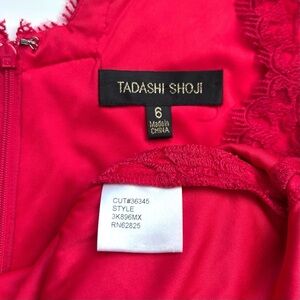 TADASHI SHOJI
6
Made in
CHINA
CUT#36345
STYLE
3K896MX
RN62825